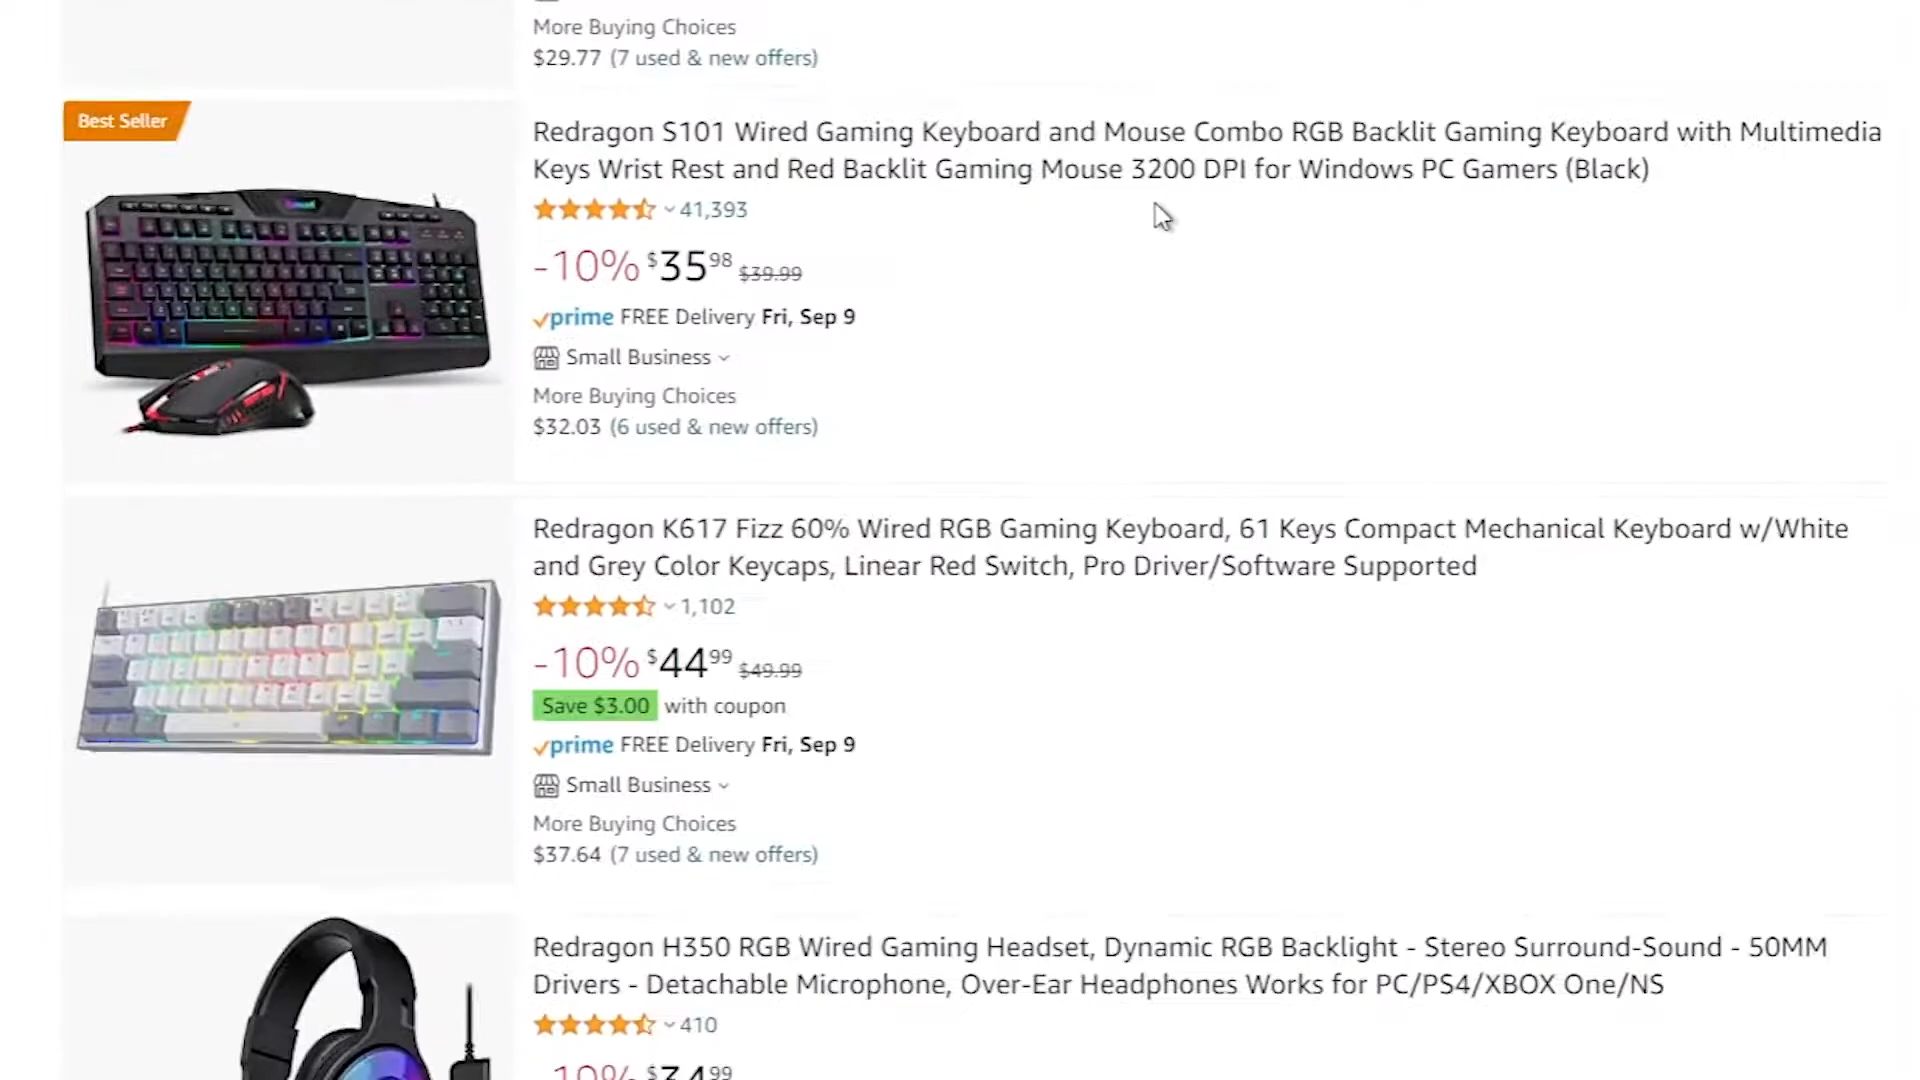 More Buying Choices
$29.77 (7 used & new offers)
Best Seller
Redragon S101 Wired Gaming Keyboard and Mouse Combo RGB Backlit Gaming Keyboard with Multimedia
Keys Wrist Rest and Red Backlit Gaming Mouse 3200 DPI for Windows PC Gamers (Black)
41,393
-10% $35.98 $39.99
prime FREE Delivery Fri, Sep 9
Small Business
More Buying Choices
$32.03 (6 used & new offers)
Redragon K617 Fizz 60% Wired RGB Gaming Keyboard, 61 Keys Compact Mechanical Keyboard w/White
and Grey Color Keycaps, Linear Red Switch, Pro Driver/Software Supported
1,102
-10% $44.99 $49.99
Save $3.00 with coupon
prime FREE Delivery Fri, Sep 9
Small Business
More Buying Choices
$37.64 (7 used & new offers)
Redragon H350 RGB Wired Gaming Headset, Dynamic RGB Backlight - Stereo Surround-Sound - 50MM
Drivers - Detachable Microphone, Over-Ear Headphones Works for PC/PS4/XBOX One/NS
410
-10% $34.99